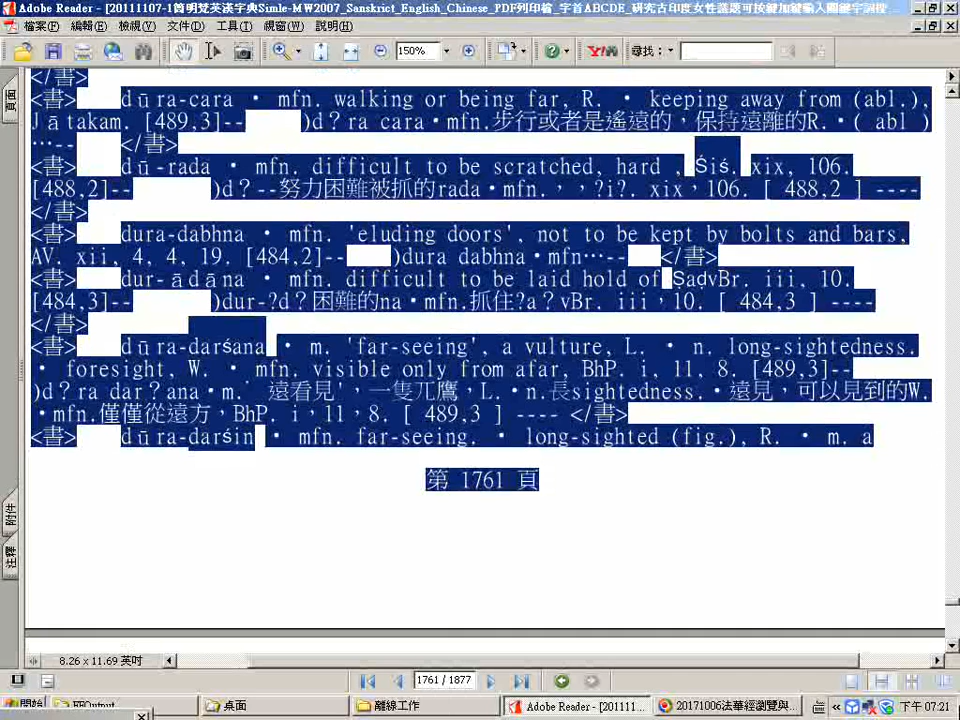 Adobe Reader - [20111107-1簡明梵英漢字典Simle-MW2007_Sanskrict_English_Chinese_PDF列印檔_字首ABCDE_研究古印度女性議題可按鍵鍵輸入關鍵字詞搜...
檔案(F) 編輯(E) 檢視(V) 文件(D) 工具(T) 視窗(W) 說明(H)
150% 尋找：
頁面
</書>
<書> dūra-cara • mfn. walking or being far, R. • keeping away from (abl.),
Jātakam. [489,3]-- )d？ra cara•mfn.步行或者是遙遠的，保持遠離的R.•( abl )
…-- </書>
<書> dū-rada • mfn. difficult to be scratched, hard , Śiś. xix, 106.
[488,2]-- )d？--努力困難被抓的rada•mfn.，，?i?. xix，106. [ 488,2 ] ----
</書>
<書> dura-dabhna • mfn. 'eluding doors', not to be kept by bolts and bars,
AV. xii, 4, 4, 19. [484,2]-- )dura dabhna•mfn…-- </書>
<書> dur-ādāna • mfn. difficult to be laid hold of ṢaḍvBr. iii, 10.
[484,3]-- )dur-?d？困難的na•mfn.抓住?a？vBr. iii，10. [ 484,3 ] ----
</書>
<書> dūra-darśana • m. 'far-seeing', a vulture, L. • n. long-sightedness.
• foresight, W. • mfn. visible only from afar, BhP. i, 11, 8. [489,3]--
)d？ra dar？ana•m.` 遠看見'，一隻兀鷹，L.•n.長sightedness.•遠見，可以見到的W.
•mfn.僅僅從遠方，BhP. i，11，8. [ 489,3 ] ---- </書>
<書> dūra-darśin • mfn. far-seeing. • long-sighted (fig.), R. • m. a
第 1761 頁
附件
注釋
8.26 x 11.69 英吋
1761 / 1877
開始 FFOutput 桌面 離線工作 Adobe Reader - [201111... 20171006法華經瀏覽與... 下午 07:21